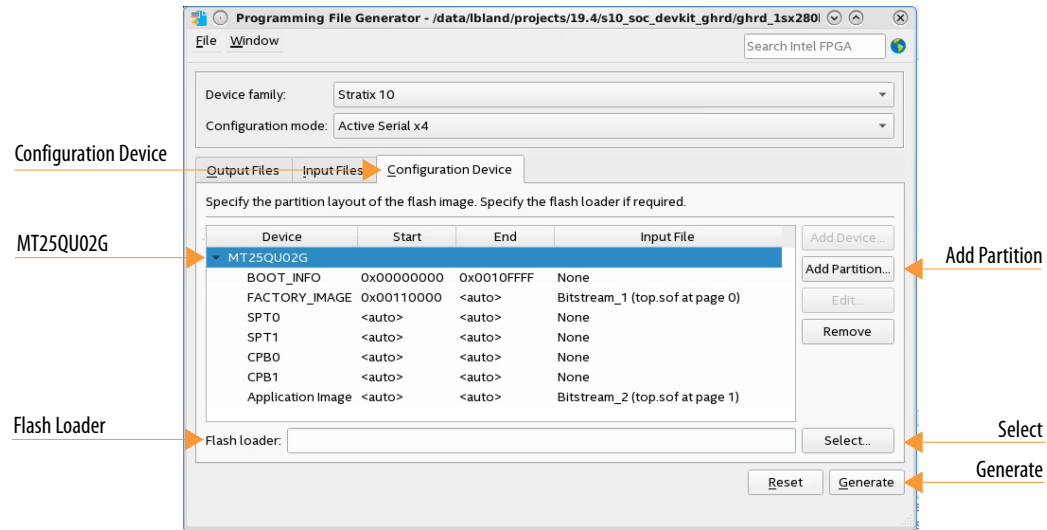 Programming File Generator - /data/lbland/projects/19.4/s10_soc_devkit_ghrd/ghrd_1sx280l
File Window
Search Intel FPGA
Device family: Stratix 10
Configuration mode: Active Serial x4
Configuration Device
Output Files Input Files Configuration Device
Specify the partition layout of the flash image. Specify the flash loader if required.
Device Start End Input File
Add Device...
MT25QU02G
MT25QU02G
Add Partition...
Add Partition
BOOT_INFO 0x00000000 0x0010FFFF None
FACTORY_IMAGE 0x00110000 <auto> Bitstream_1 (top.sof at page 0)
Edit...
SPT0 <auto> <auto> None
SPT1 <auto> <auto> None
Remove
CPB0 <auto> <auto> None
CPB1 <auto> <auto> None
Application Image <auto> <auto> Bitstream_2 (top.sof at page 1)
Flash Loader
Flash loader:
Select...
Select
Reset Generate
Generate